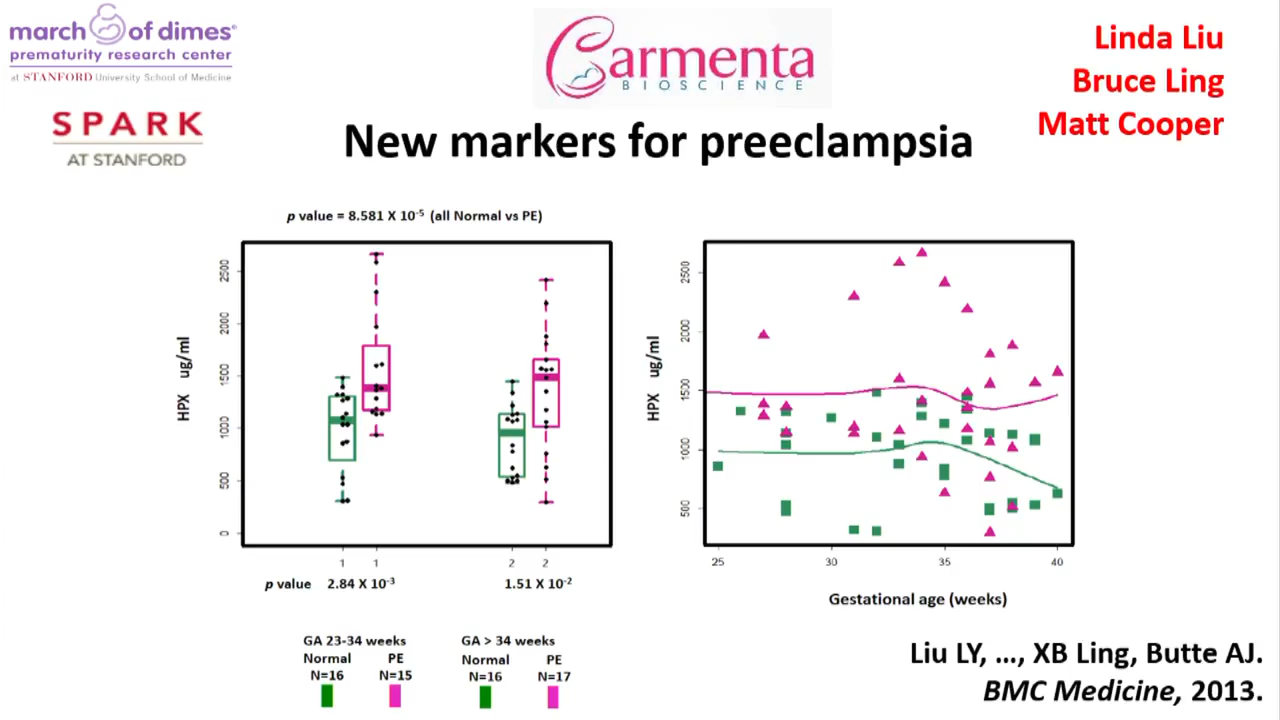 march of dimes®
prematurity research center
at STANFORD University School of Medicine
SPARK
AT STANFORD
Carmenta
BIOSCIENCE
Linda Liu
Bruce Ling
Matt Cooper
New markers for preeclampsia
p value = 8.581 X 10-5 (all Normal vs PE)
HPX ug/ml
2500
2000
1500
1000
500
0
1 1 2 2
p value 2.84 X 10-3 1.51 X 10-2
GA 23-34 weeks GA > 34 weeks
Normal PE Normal PE
N=16 N=15 N=16 N=17
HPX ug/ml
2500
2000
1500
1000
500
25 30 35 40
Gestational age (weeks)
Liu LY, ..., XB Ling, Butte AJ.
BMC Medicine, 2013.